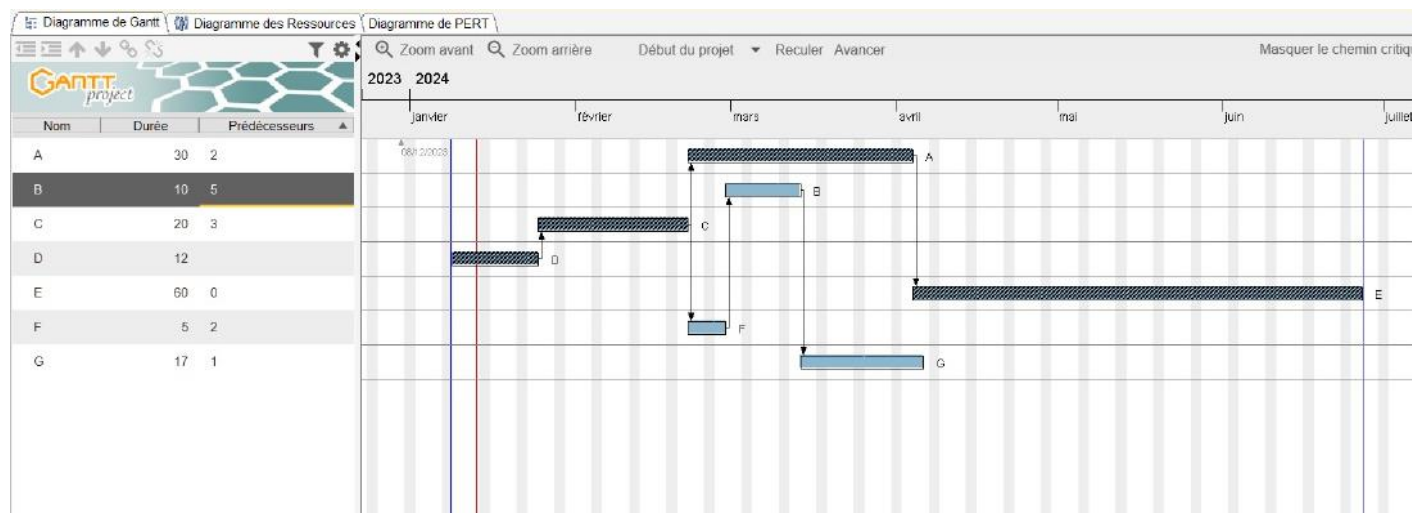 Diagramme de Gantt Diagramme des Ressources Diagramme de PERT
Zoom avant Zoom arrière Début du projet Reculer Avancer Masquer le chemin critiq
GANTT project
2023 2024
janvier février mars avril mai juin juillet
Nom Durée Prédécesseurs
A 30 2
B 10 5
C 20 3
D 12
E 60 0
F 5 2
G 17 1
A
B
C
D
E
F
G